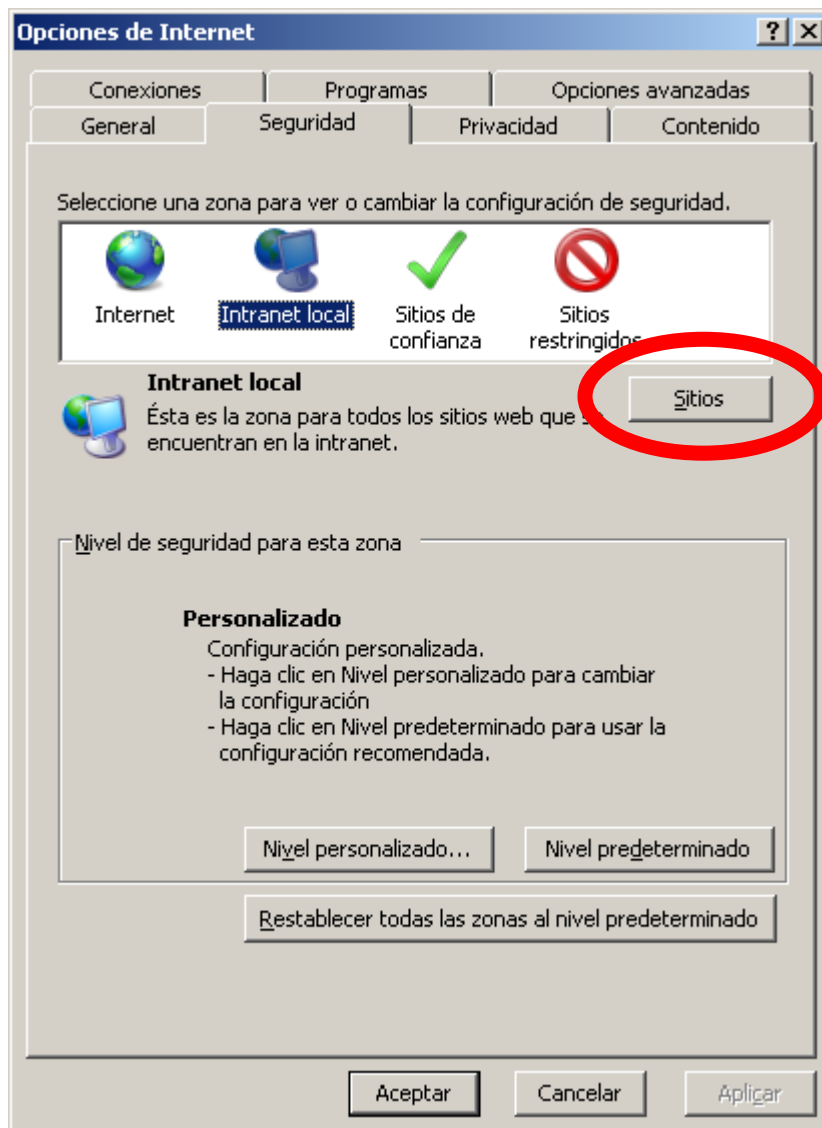 Opciones de Internet
Conexiones Programas Opciones avanzadas
General Seguridad Privacidad Contenido
Seleccione una zona para ver o cambiar la configuración de seguridad.
Internet Intranet local Sitios de confianza Sitios restringidos
Intranet local
Sitios
Ésta es la zona para todos los sitios web que se
encuentran en la intranet.
Nivel de seguridad para esta zona
Personalizado
Configuración personalizada.
- Haga clic en Nivel personalizado para cambiar
la configuración
- Haga clic en Nivel predeterminado para usar la
configuración recomendada.
Nivel personalizado... Nivel predeterminado
Restablecer todas las zonas al nivel predeterminado
Aceptar Cancelar Aplicar